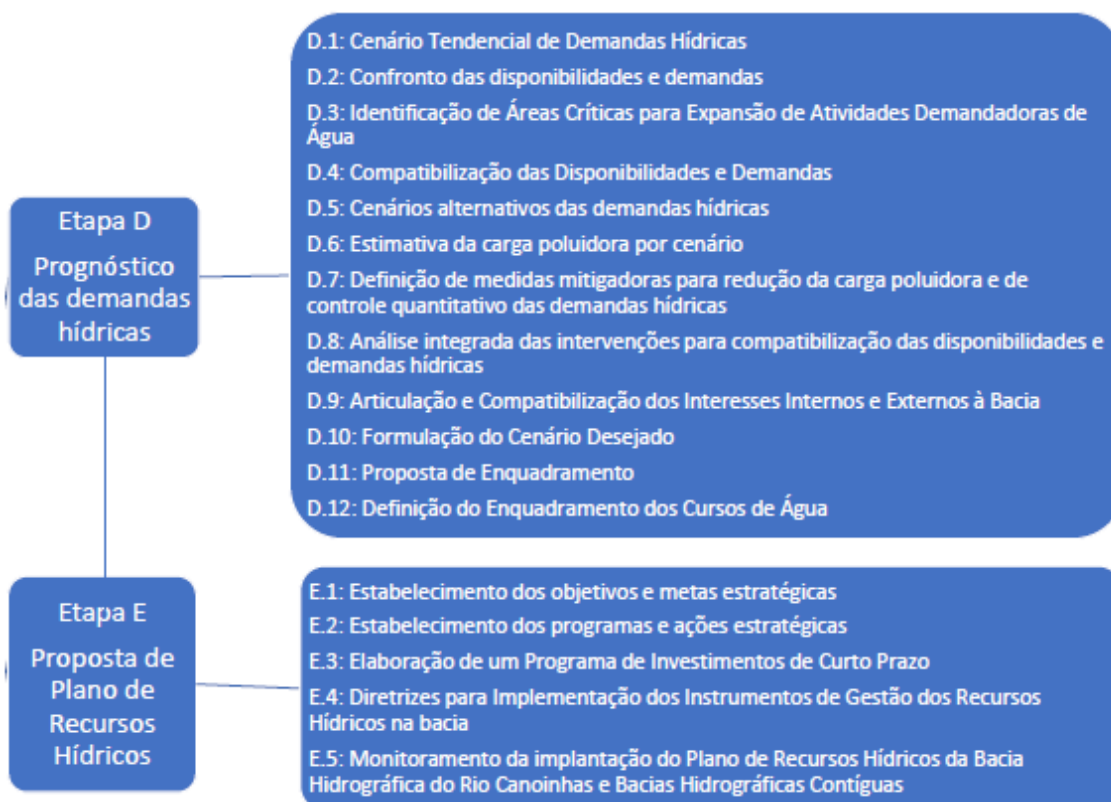 Etapa D
Prognóstico
das demandas
hídricas
D.1: Cenário Tendencial de Demandas Hídricas
D.2: Confronto das disponibilidades e demandas
D.3: Identificação de Áreas Críticas para Expansão de Atividades Demandadoras de
Água
D.4: Compatibilização das Disponibilidades e Demandas
D.5: Cenários alternativos das demandas hídricas
D.6: Estimativa da carga poluidora por cenário
D.7: Definição de medidas mitigadoras para redução da carga poluidora e de
controle quantitativo das demandas hídricas
D.8: Análise integrada das intervenções para compatibilização das disponibilidades e
demandas hídricas
D.9: Articulação e Compatibilização dos Interesses Internos e Externos à Bacia
D.10: Formulação do Cenário Desejado
D.11: Proposta de Enquadramento
D.12: Definição do Enquadramento dos Cursos de Água
Etapa E
Proposta de
Plano de
Recursos
Hídricos
E.1: Estabelecimento dos objetivos e metas estratégicas
E.2: Estabelecimento dos programas e ações estratégicas
E.3: Elaboração de um Programa de Investimentos de Curto Prazo
E.4: Diretrizes para Implementação dos Instrumentos de Gestão dos Recursos
Hídricos na bacia
E.5: Monitoramento da implantação do Plano de Recursos Hídricos da Bacia
Hidrográfica do Rio Canoinhas e Bacias Hidrográficas Contíguas